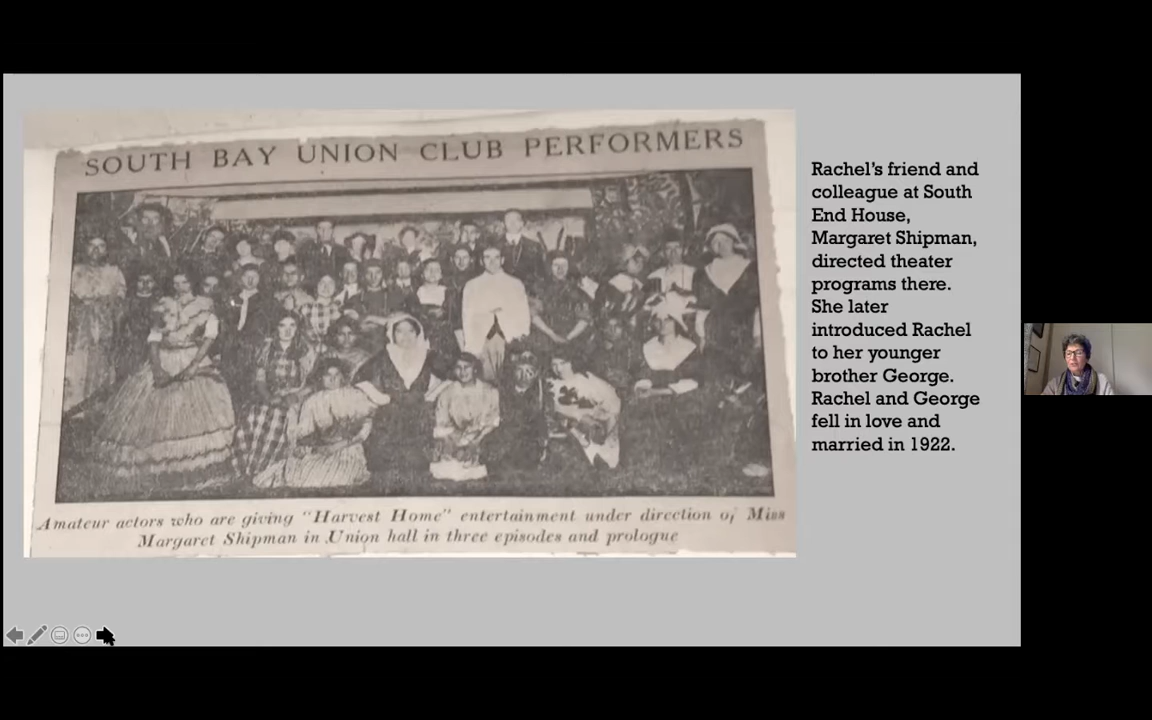 SOUTH BAY UNION CLUB PERFORMERS
Amateur actors who are giving "Harvest Home" entertainment under direction of Miss
Margaret Shipman in Union hall in three episodes and prologue
Rachel's friend and
colleague at South
End House,
Margaret Shipman,
directed theater
programs there.
She later
introduced Rachel
to her younger
brother George.
Rachel and George
fell in love and
married in 1922.